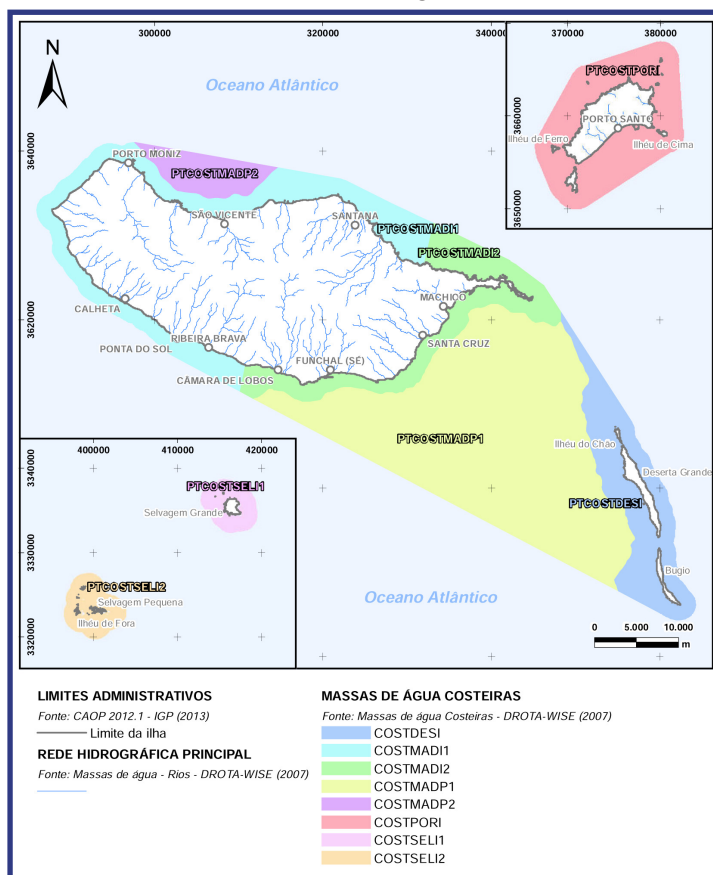 300000
320000
340000
370000
380000
N
Oceano Atlântico
PTCOSTPORI
3660000
PORTO SANTO
Ilhéu de Ferro
Ilhéu de Cima
3650000
3640000
PORTO MONIZ
PTCOSTMADP2
SÃO VICENTE
SANTANA
PTCOSTMADI1
PTCOSTMADI2
MACHICO
3620000
CALHETA
RIBEIRA BRAVA
PONTA DO SOL
SANTA CRUZ
FUNCHAL (SÉ)
CÂMARA DE LOBOS
PTCOSTMADP1
Ilhéu do Chão
Deserta Grande
PTCOSTDESI
Bugio
400000
410000
420000
3340000
PTCOSTSELI1
Selvagem Grande
3330000
PTCOSTSELI2
Selvagem Pequena
Ilhéu de Fora
3320000
Oceano Atlântico
0
5.000
10.000
m
LIMITES ADMINISTRATIVOS
Fonte: CAOP 2012.1 - IGP (2013)
Limite da ilha
REDE HIDROGRÁFICA PRINCIPAL
Fonte: Massas de água - Rios - DROTA-WISE (2007)
MASSAS DE ÁGUA COSTEIRAS
Fonte: Massas de água Costeiras - DROTA-WISE (2007)
COSTDESI
COSTMADI1
COSTMADI2
COSTMADP1
COSTMADP2
COSTPORI
COSTSELI1
COSTSELI2